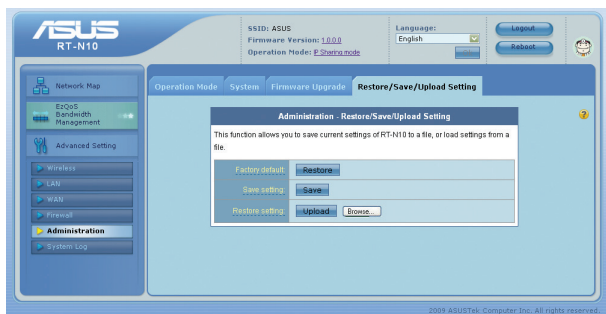 ASUS
RT-N10
SSID: ASUS
Firmware Version: 1.0.0.8
Operation Mode: IP Sharing mode
Language:
English
Logout
Reboot
Network Map
EzQoS
Bandwidth
Management
Advanced Setting
Wireless
LAN
WAN
Firewall
Administration
System Log
Operation Mode System Firmware Upgrade Restore/Save/Upload Setting
Administration - Restore/Save/Upload Setting
This function allows you to save current settings of RT-N10 to a file, or load settings from a
file.
Factory default: Restore
Save setting: Save
Restore setting: Upload Browse...
2009 ASUSTek Computer Inc. All rights reserved.